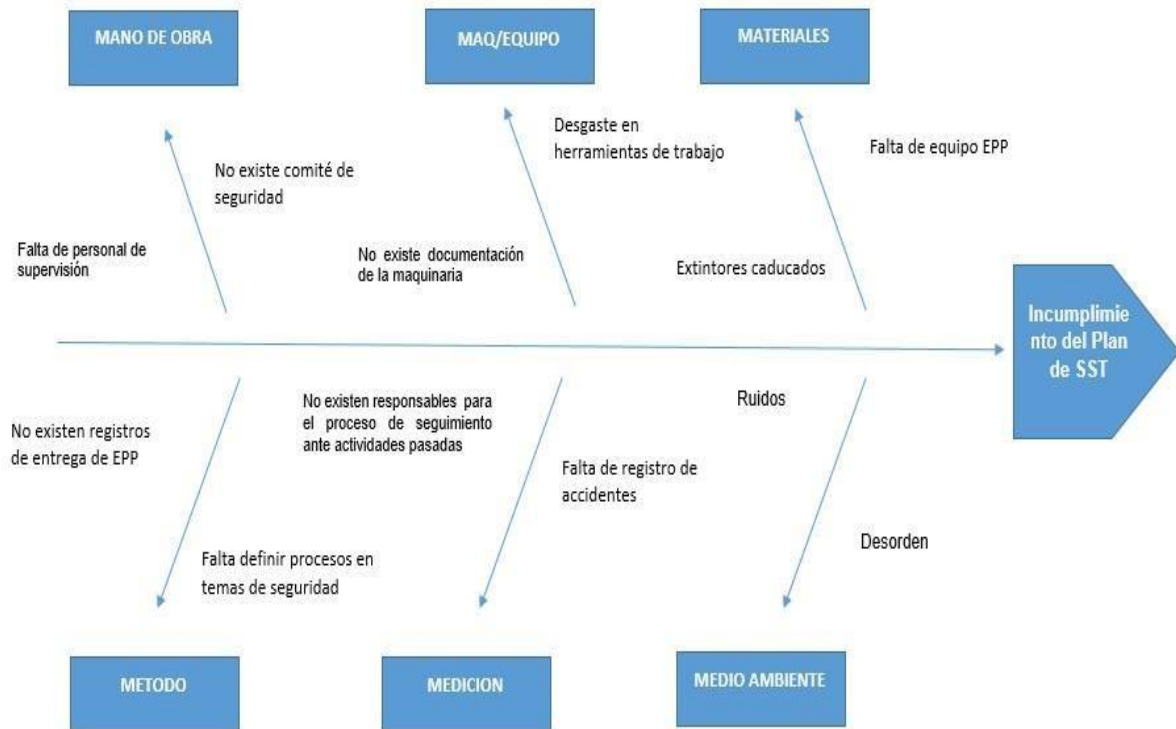 MANO DE OBRA
MAQ/EQUIPO
MATERIALES
Desgaste en
herramientas de trabajo
Falta de equipo EPP
No existe comité de
seguridad
Falta de personal de
supervisión
No existe documentación
de la maquinaria
Extintores caducados
Incumplimie
nto del Plan
de SST
No existen registros
de entrega de EPP
No existen responsables para
el proceso de seguimiento
ante actividades pasadas
Ruidos
Falta de registro de
accidentes
Desorden
Falta definir procesos en
temas de seguridad
METODO
MEDICION
MEDIO AMBIENTE